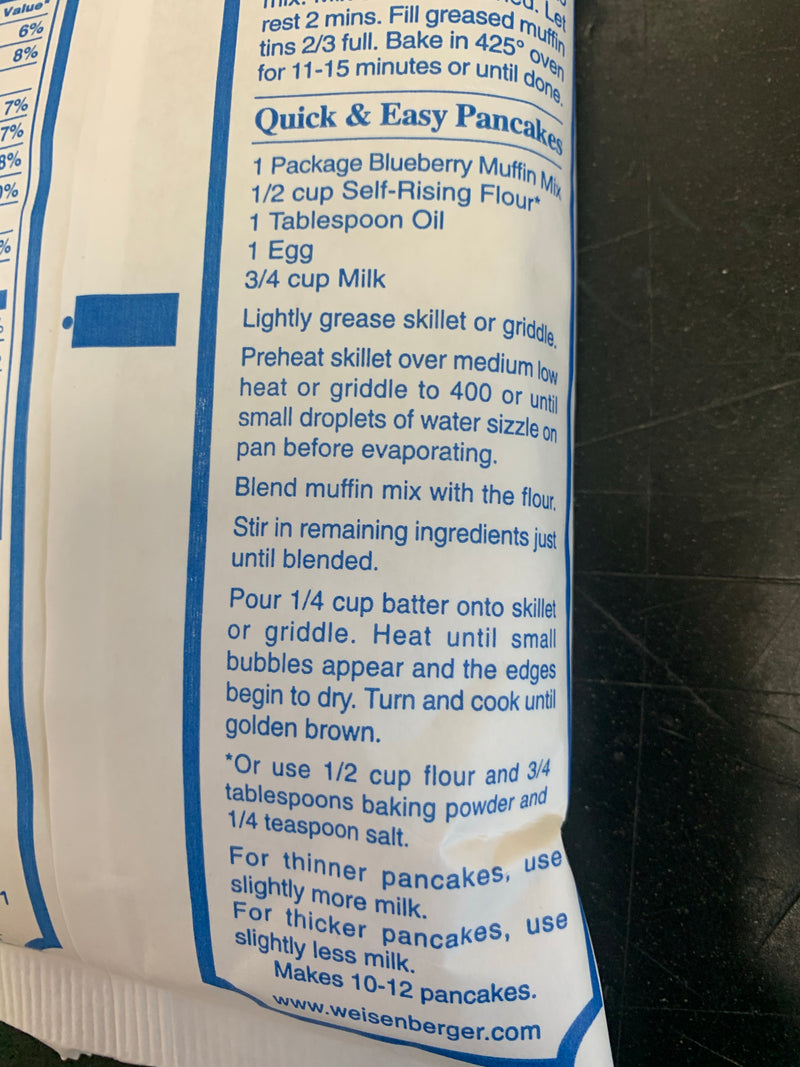 Value*
6%
8%
7%
7%
8%
%
%
Let
rest 2 mins. Fill greased muffin
tins 2/3 full. Bake in 425° oven
for 11-15 minutes or until done.
Quick & Easy Pancakes
1 Package Blueberry Muffin Mix
1/2 cup Self-Rising Flour*
1 Tablespoon Oil
1 Egg
3/4 cup Milk
Lightly grease skillet or griddle.
Preheat skillet over medium low
heat or griddle to 400 or until
small droplets of water sizzle on
pan before evaporating.
Blend muffin mix with the flour.
Stir in remaining ingredients just
until blended.
Pour 1/4 cup batter onto skillet
or griddle. Heat until small
bubbles appear and the edges
begin to dry. Turn and cook until
golden brown.
*Or use 1/2 cup flour and 3/4
tablespoons baking powder and
1/4 teaspoon salt.
For thinner pancakes, use
slightly more milk.
For thicker pancakes, use
slightly less milk.
Makes 10-12 pancakes.
www.weisenberger.com